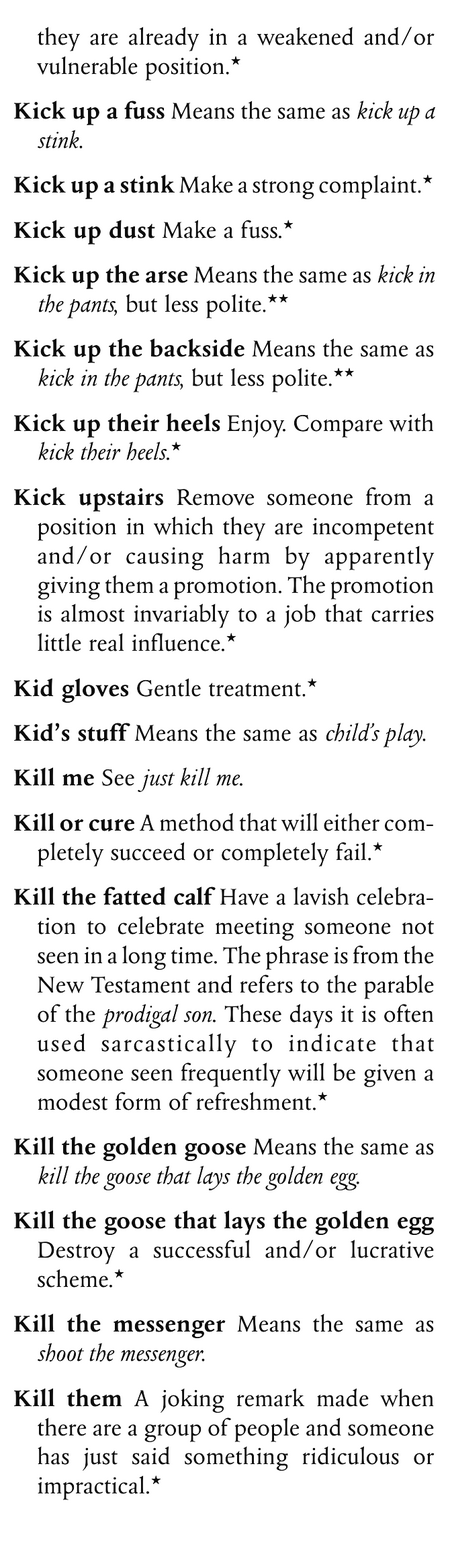 they are already in a weakened and/or
vulnerable position.★
Kick up a fuss Means the same as kick up a
stink.
Kick up a stink Make a strong complaint.★
Kick up dust Make a fuss.★
Kick up the arse Means the same as kick in
the pants, but less polite.★★
Kick up the backside Means the same as
kick in the pants, but less polite.★★
Kick up their heels Enjoy. Compare with
kick their heels.★
Kick upstairs Remove someone from a
position in which they are incompetent
and/or causing harm by apparently
giving them a promotion. The promotion
is almost invariably to a job that carries
little real influence.★
Kid gloves Gentle treatment.★
Kid’s stuff Means the same as child’s play.
Kill me See just kill me.
Kill or cure A method that will either com-
pletely succeed or completely fail.★
Kill the fatted calf Have a lavish celebra-
tion to celebrate meeting someone not
seen in a long time. The phrase is from the
New Testament and refers to the parable
of the prodigal son. These days it is often
used sarcastically to indicate that
someone seen frequently will be given a
modest form of refreshment.★
Kill the golden goose Means the same as
kill the goose that lays the golden egg.
Kill the goose that lays the golden egg
Destroy a successful and/or lucrative
scheme.★
Kill the messenger Means the same as
shoot the messenger.
Kill them A joking remark made when
there are a group of people and someone
has just said something ridiculous or
impractical.★